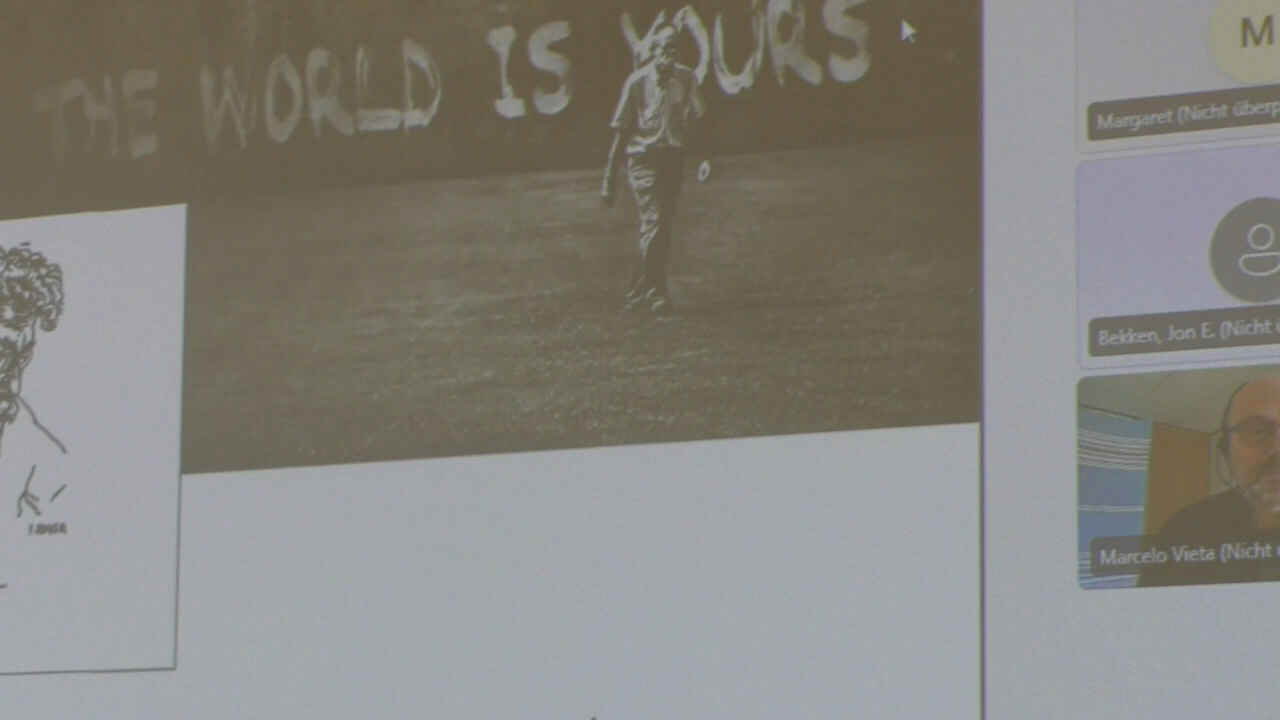 THE WORLD IS YOURS
M
Margaret (Nicht überp
Bekken, Jon E. (Nicht
Marcelo Vieta (Nicht